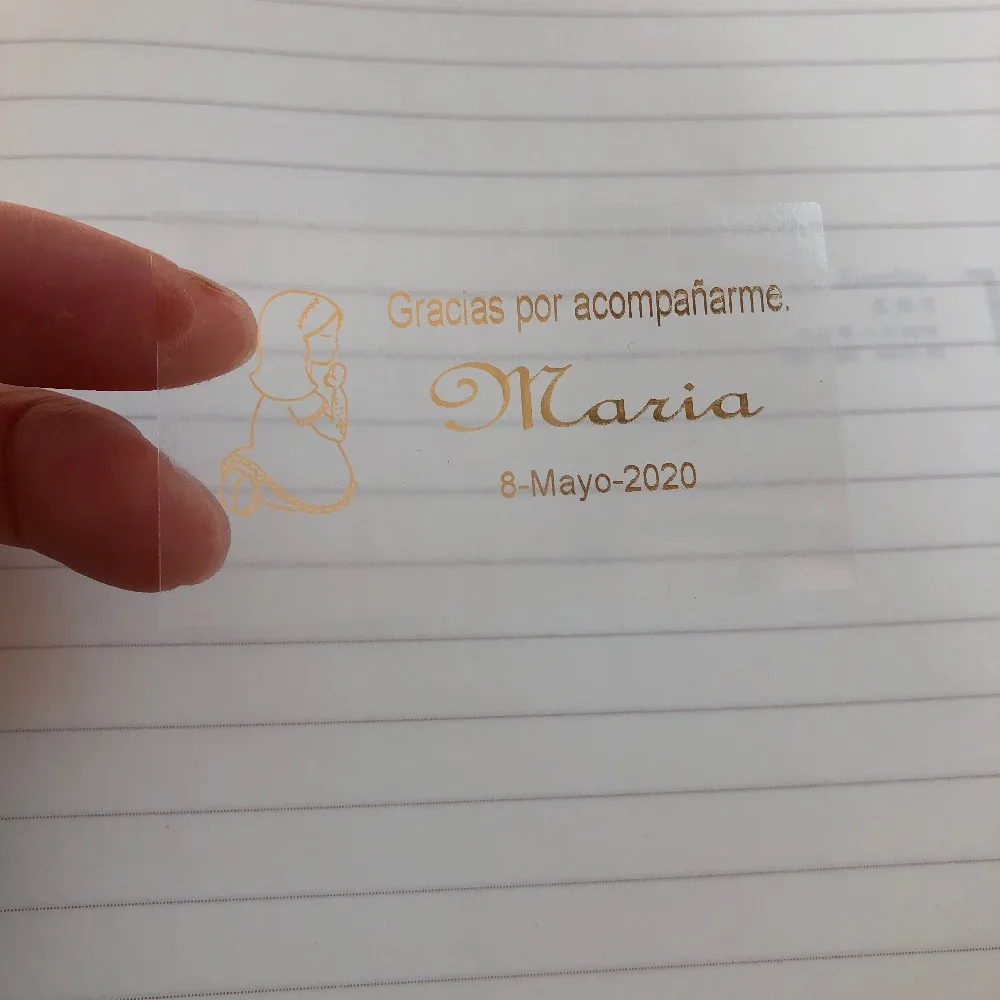 Gracias por acompañarme.
Maria
8-Mayo-2020